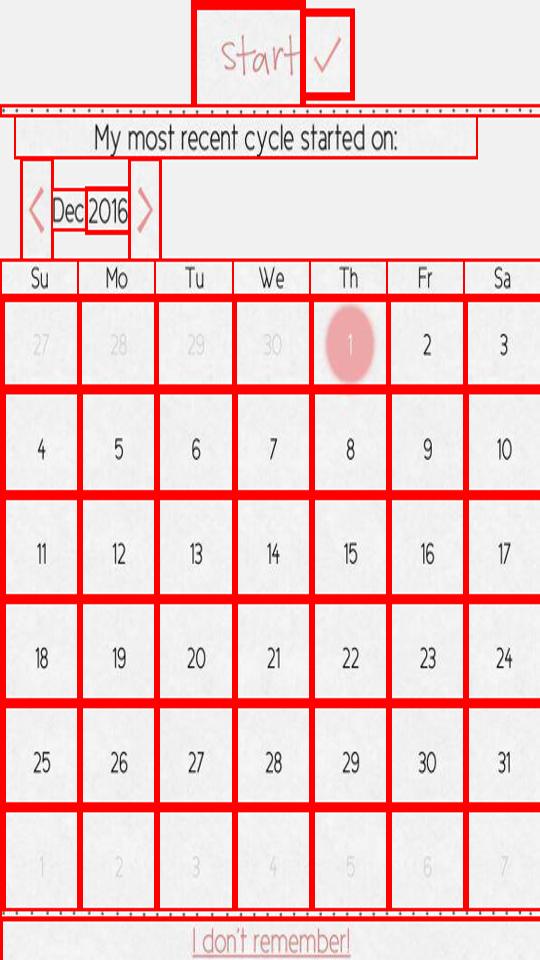 Start ✓
My most recent cycle started on:
< Dec 2016 >
Su Mo Tu We Th Fr Sa
27 28 29 30 1 2 3
4 5 6 7 8 9 10
11 12 13 14 15 16 17
18 19 20 21 22 23 24
25 26 27 28 29 30 31
1 2 3 4 5 6 7
I don't remember!